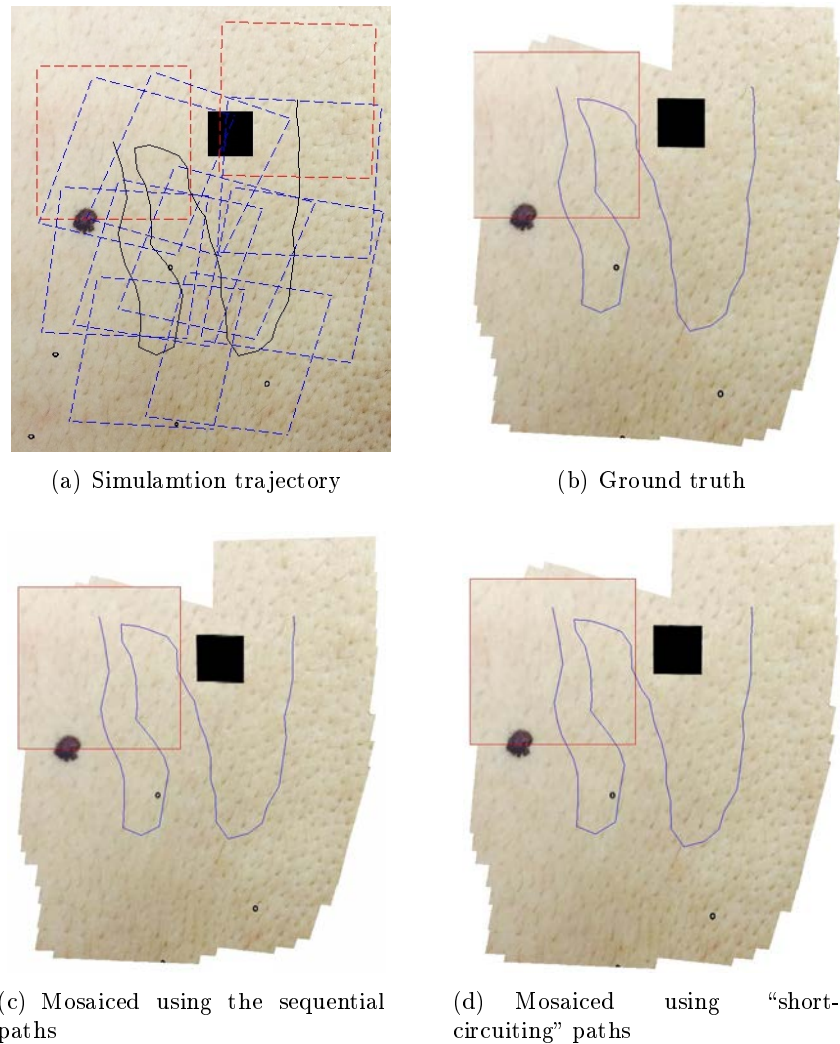 (a) Simulamtion trajectory
(b) Ground truth
(c) Mosaiced using the sequential
paths
(d) Mosaiced using “short-
circuiting” paths